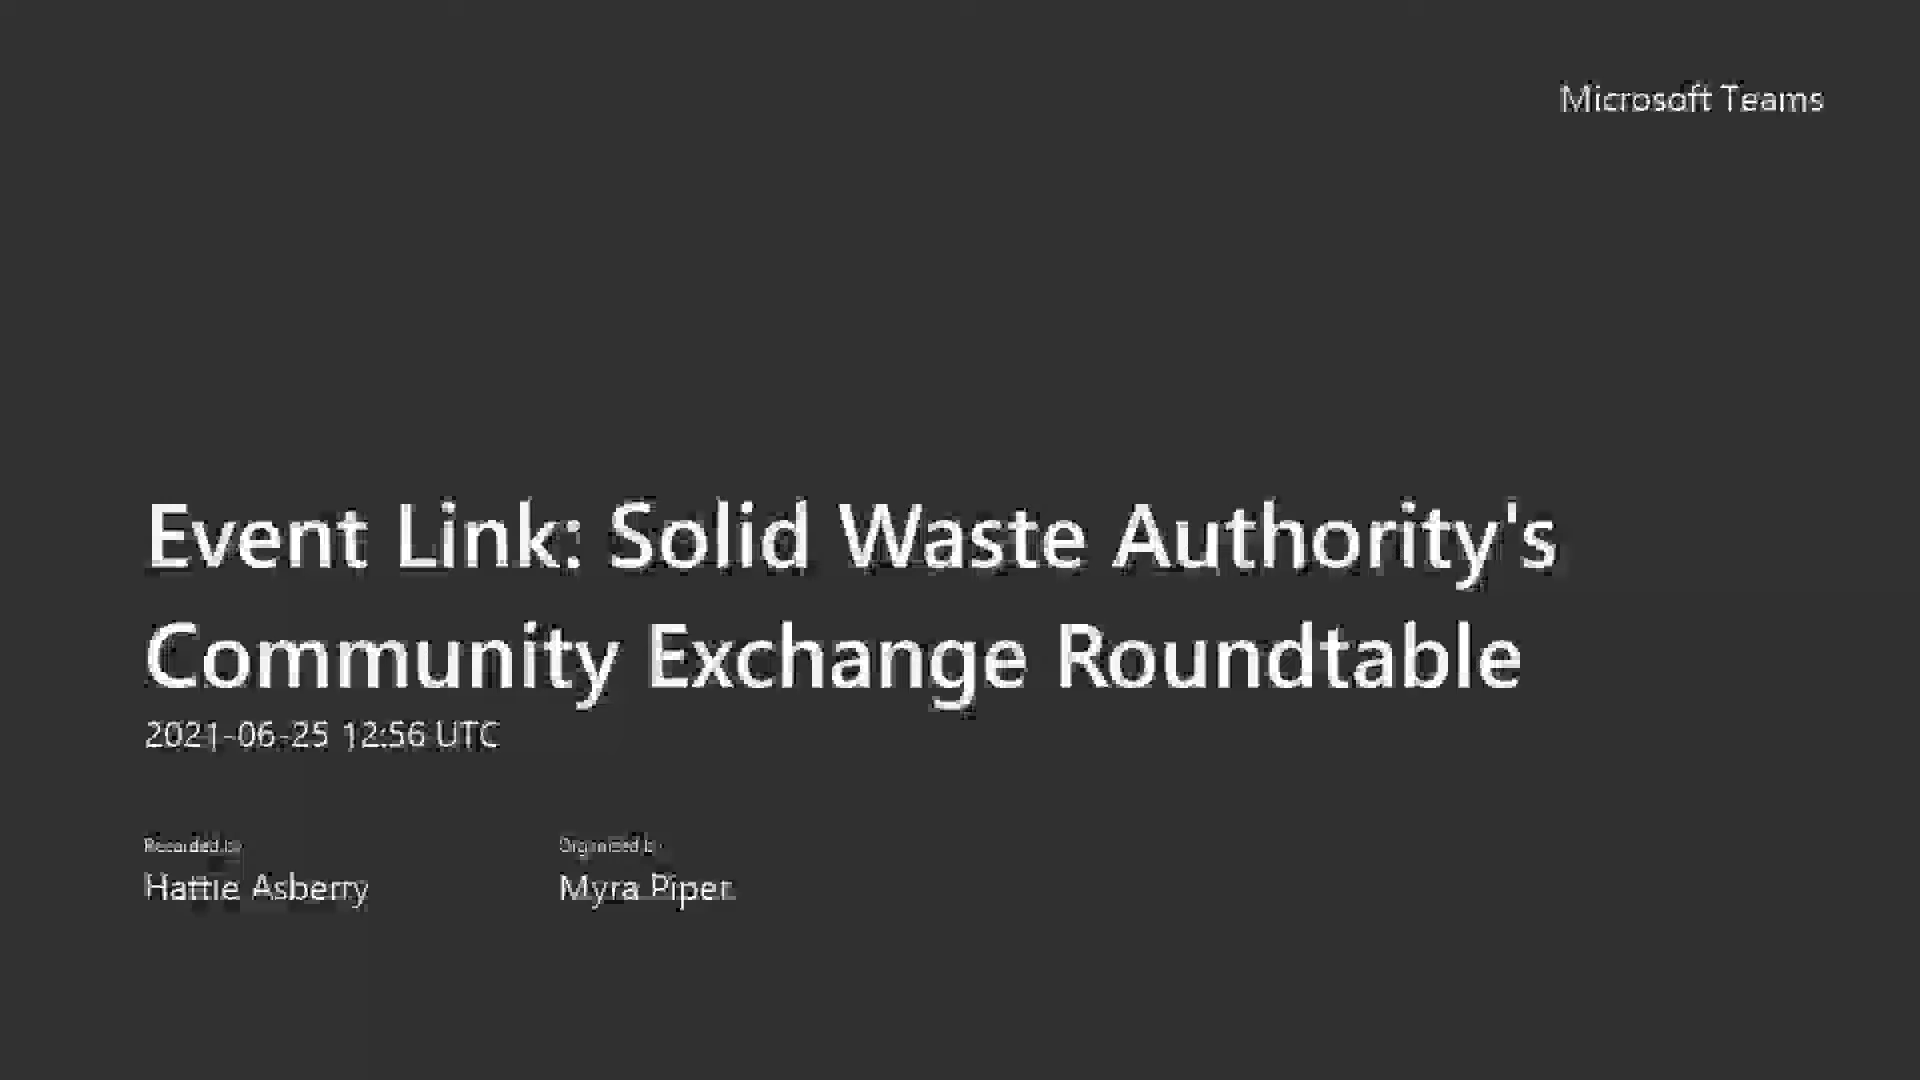 Microsoft Teams
Event Link: Solid Waste Authority's
Community Exchange Roundtable
2021-06-25 12:56 UTC
Recorded by
Organized by
Hattie Asberry
Myra Piper